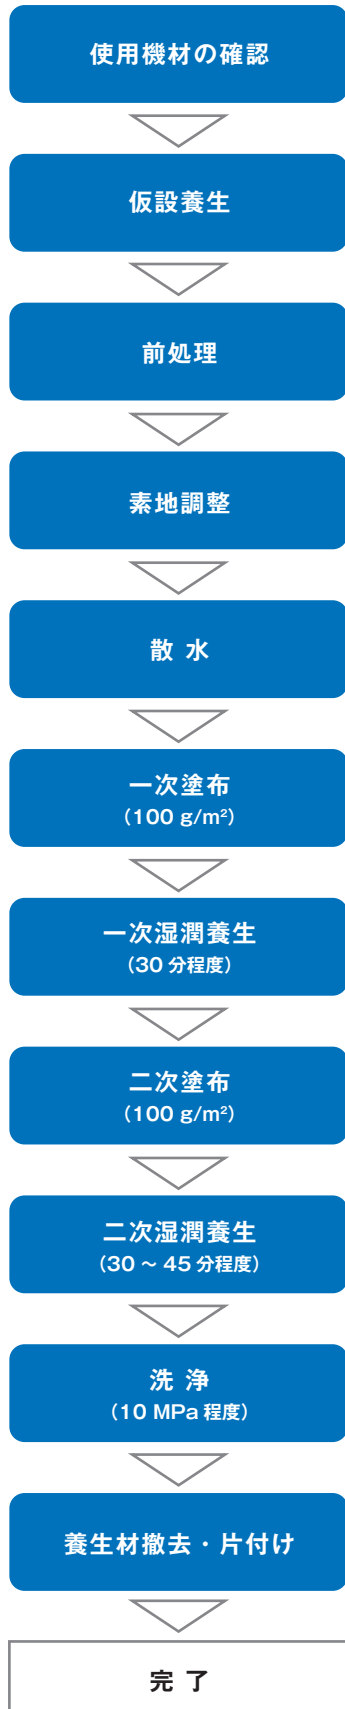 使用機材の確認
仮設養生
前処理
素地調整
散 水
一次塗布
（100 g/m²）
一次湿潤養生
（30 分程度）
二次塗布
（100 g/m²）
二次湿潤養生
（30 ～ 45 分程度）
洗 浄
（10 MPa 程度）
養生材撤去・片付け
完 了